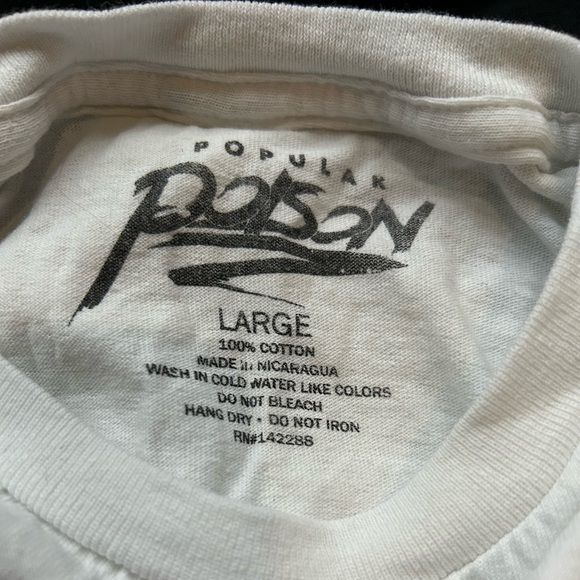 POPULAR
POISON
LARGE
100% COTTON
MADE in NICARAGUA
WASH IN COLD WATER LIKE COLORS
DO NOT BLEACH
HANG DRY • DO NOT IRON
RN#142288